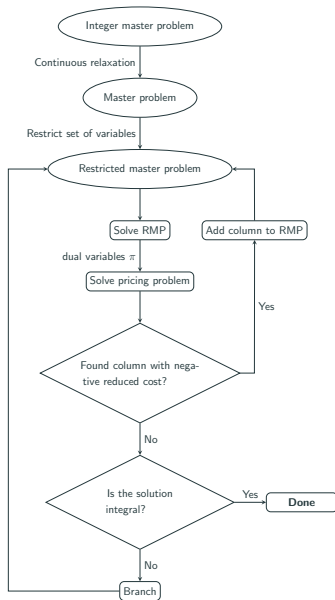 Integer master problem
Continuous relaxation
Master problem
Restrict set of variables
Restricted master problem
Solve RMP
Add column to RMP
dual variables π
Solve pricing problem
Yes
Found column with nega-
tive reduced cost?
No
Is the solution
integral?
Yes
Done
No
Branch